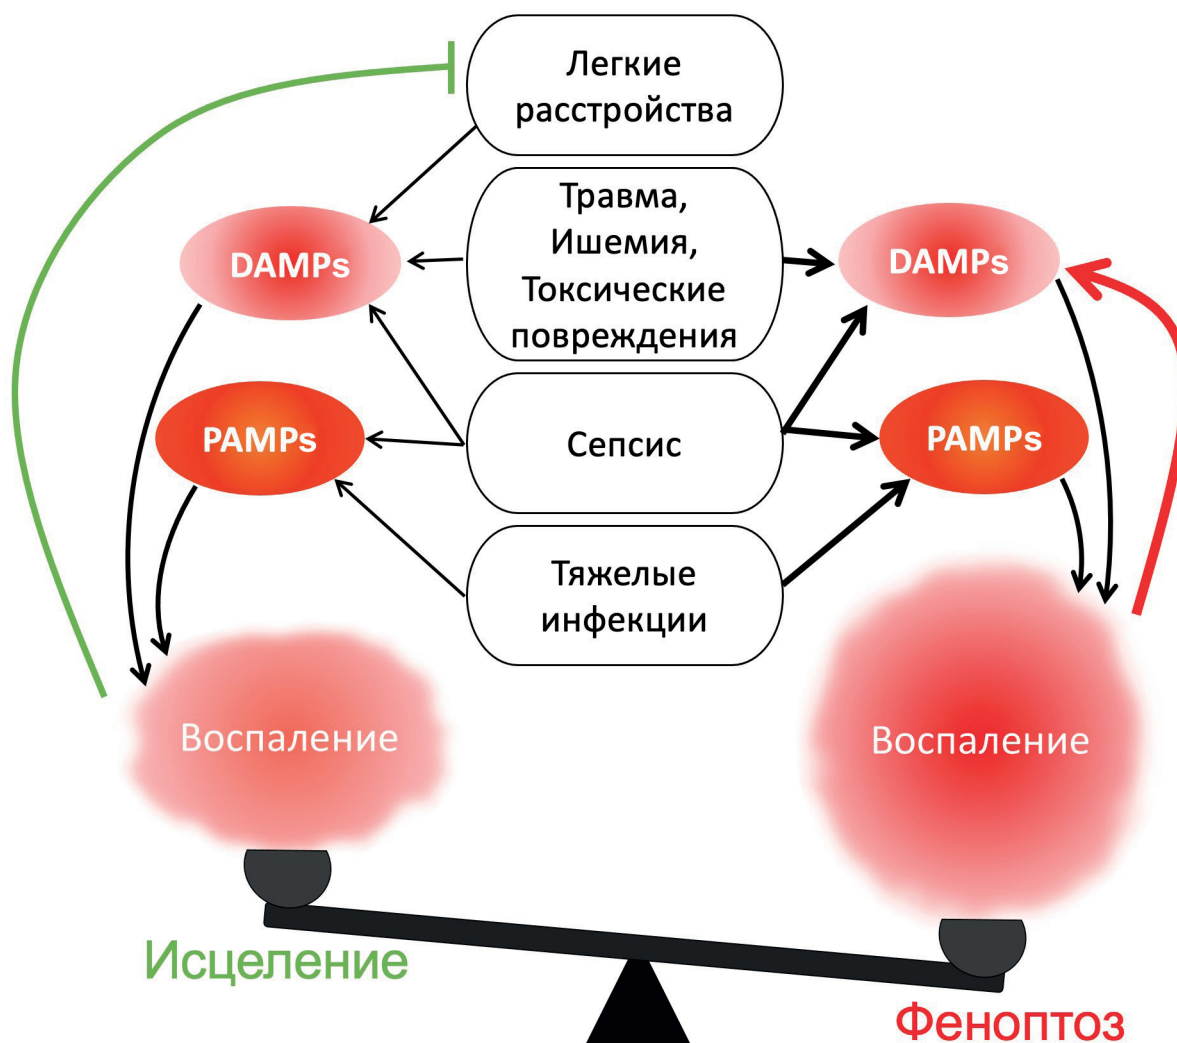 Легкие
расстройства
Травма,
Ишемия,
Токсические
повреждения
DAMPs
DAMPs
Сепсис
PAMPs
PAMPs
Тяжелые
инфекции
Воспаление
Воспаление
Исцеление
Феноптоз